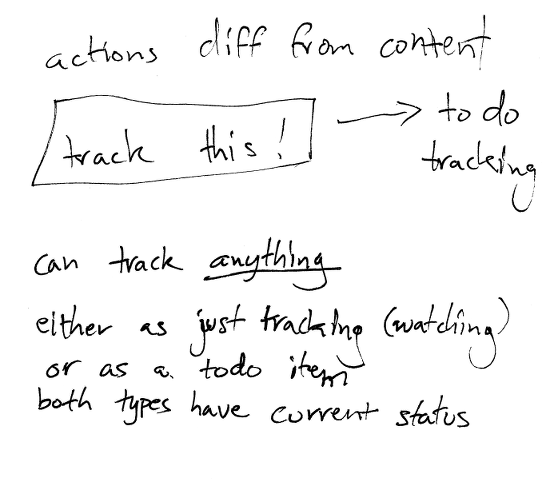 actions diff from content
track this! → to do
tracking
can track anything
either as just tracking (watching)
or as a todo item
both types have current status